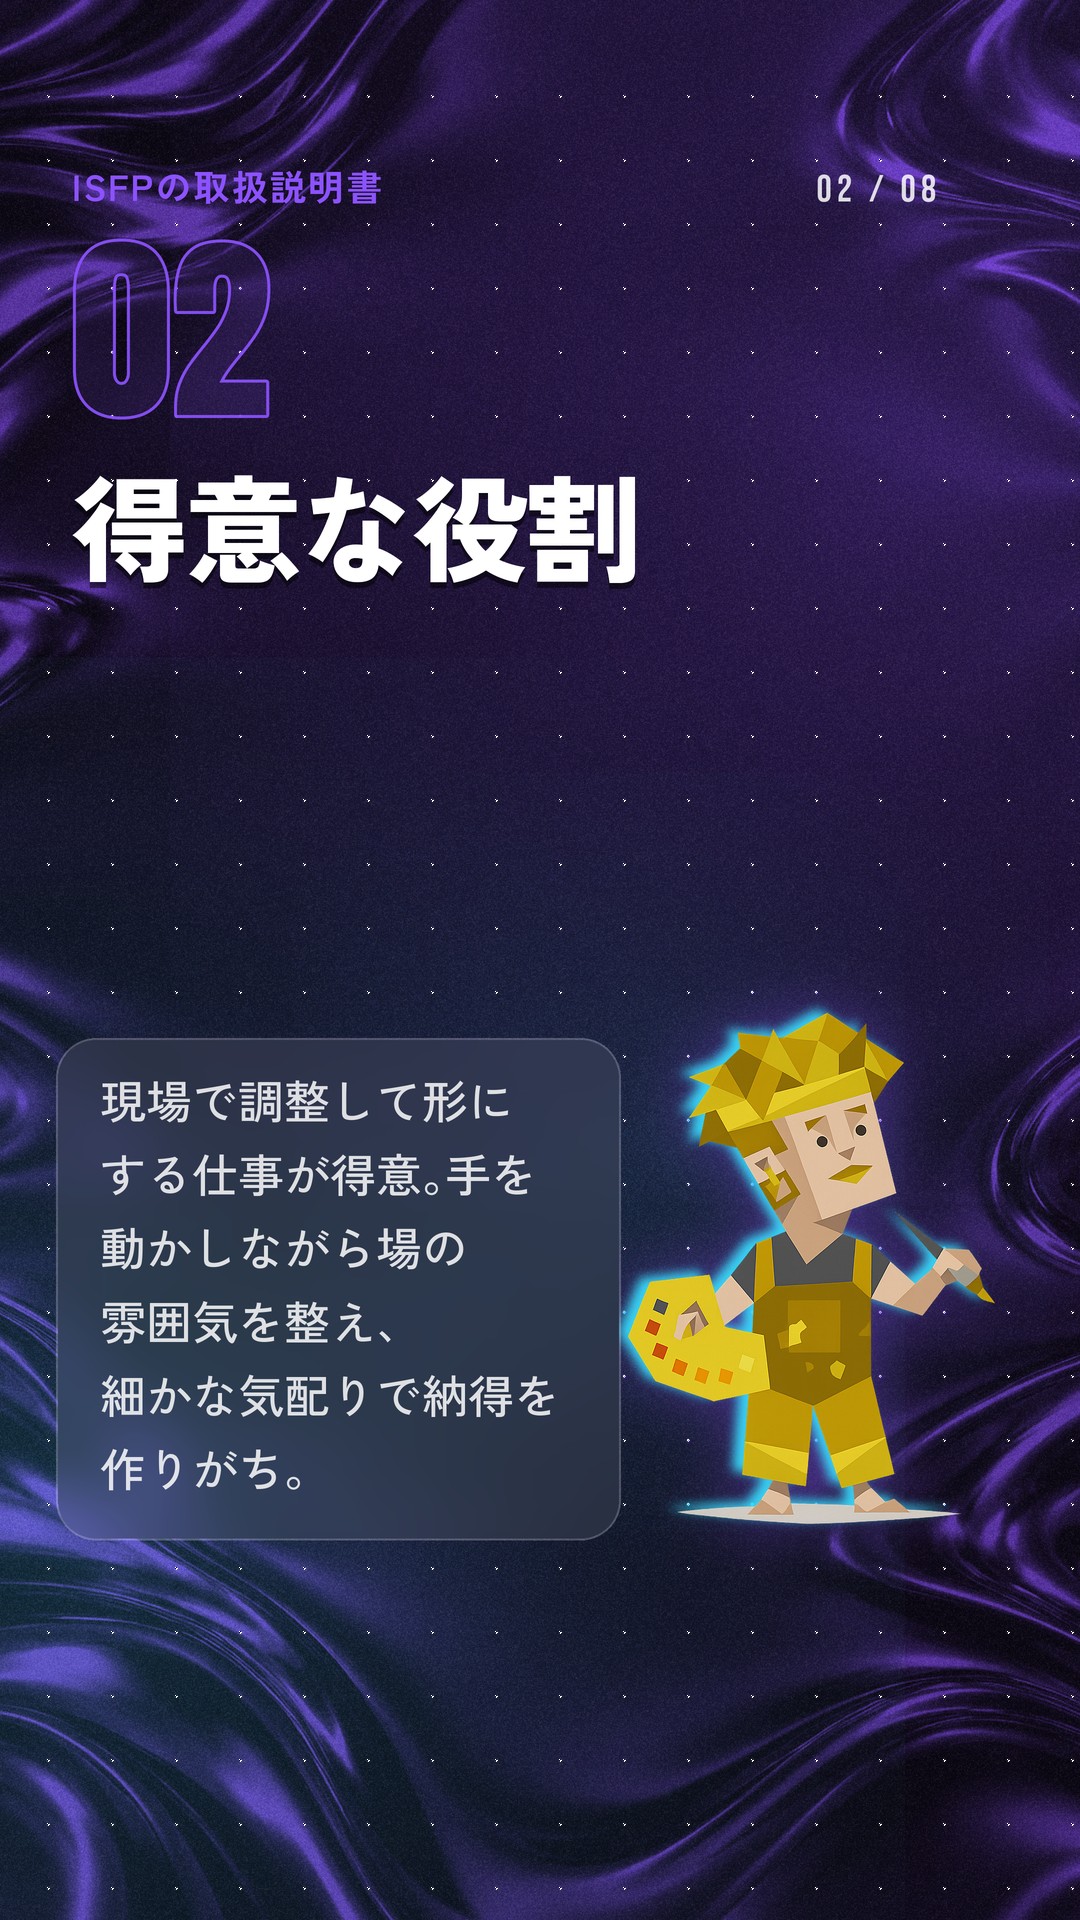 ISFPの取扱説明書
02 / 08
02
得意な役割
現場で調整して形に
する仕事が得意。手を
動かしながら場の
雰囲気を整え、
細かな気配りで納得を
作りがち。